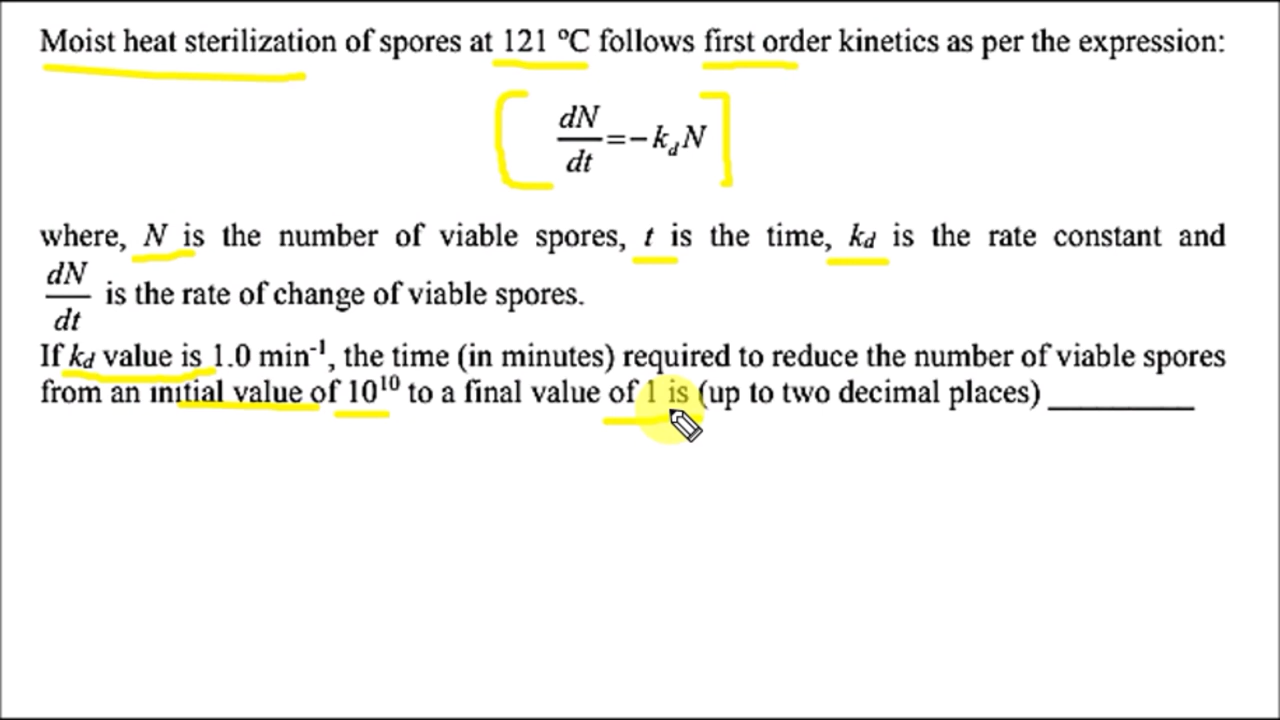 Moist heat sterilization of spores at 121 ºC follows first order kinetics as per the expression:
dN/dt=−k_dN
where, N is the number of viable spores, t is the time, k_d is the rate constant and
dN/dt is the rate of change of viable spores.
If k_d value is 1.0 min⁻¹, the time (in minutes) required to reduce the number of viable spores
from an initial value of 10¹⁰ to a final value of 1 is (up to two decimal places) __________